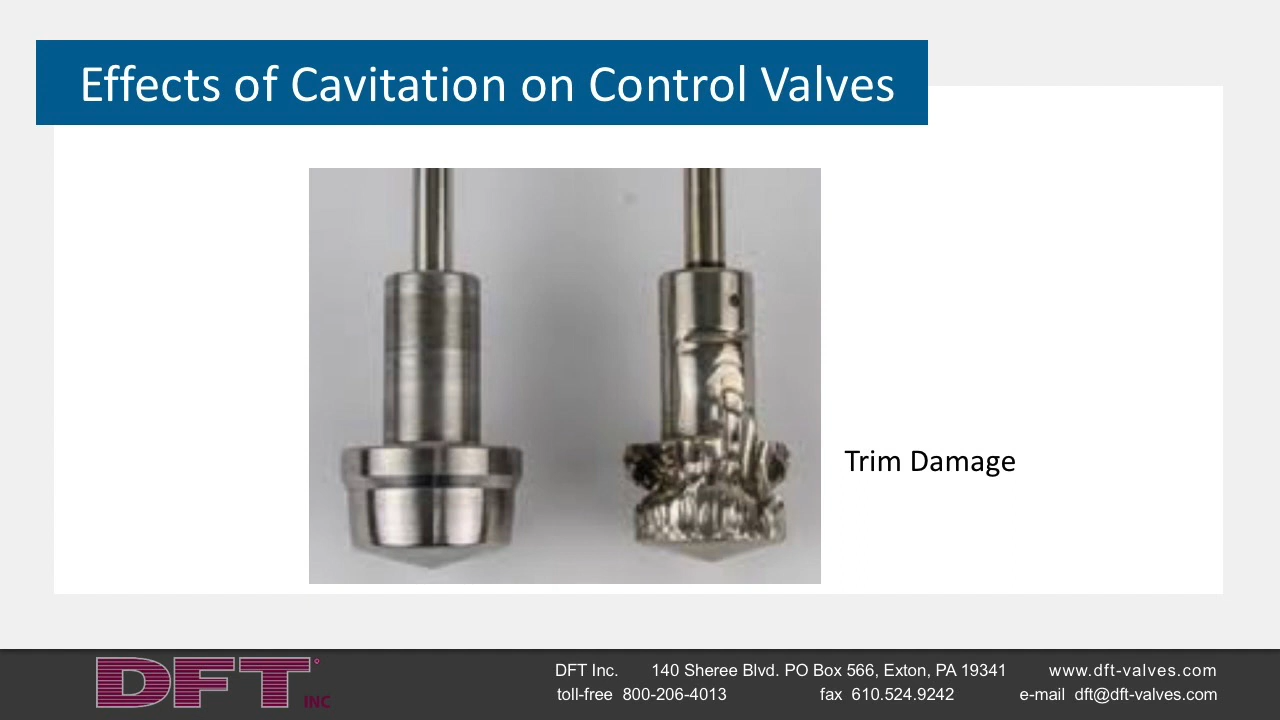 Effects of Cavitation on Control Valves
Trim Damage
DFT INC
DFT Inc. 140 Sheree Blvd. PO Box 566, Exton, PA 19341 www.dft-valves.com
toll-free 800-206-4013 fax 610.524.9242 e-mail dft@dft-valves.com